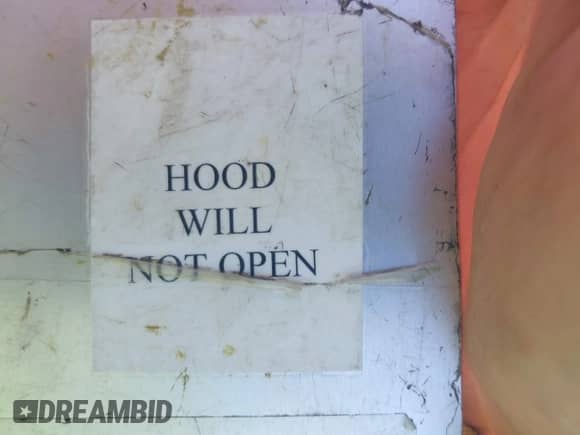 HOOD
WILL
NOT OPEN
DREAMBID